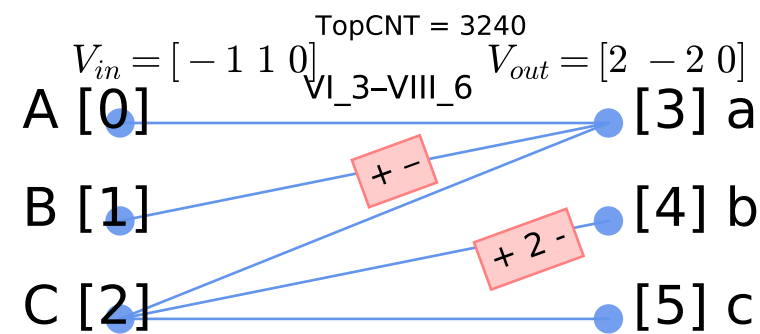 TopCNT = 3240
V_in = [ − 1 1 0] V_out = [2 − 2 0]
VI_3–VIII_6
A [0] [3] a
+ −
B [1] [4] b
+ 2 -
C [2] [5] c